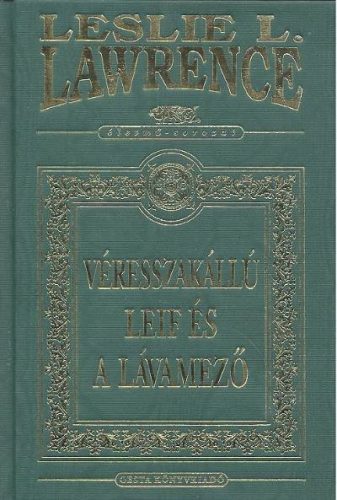 LESLIE L.
LAWRENCE
életmű-sorozat
VÉRESSZAKÁLLÚ
LEIF ÉS
A LÁVAMEZŐ
GESTA KÖNYVKIADÓ